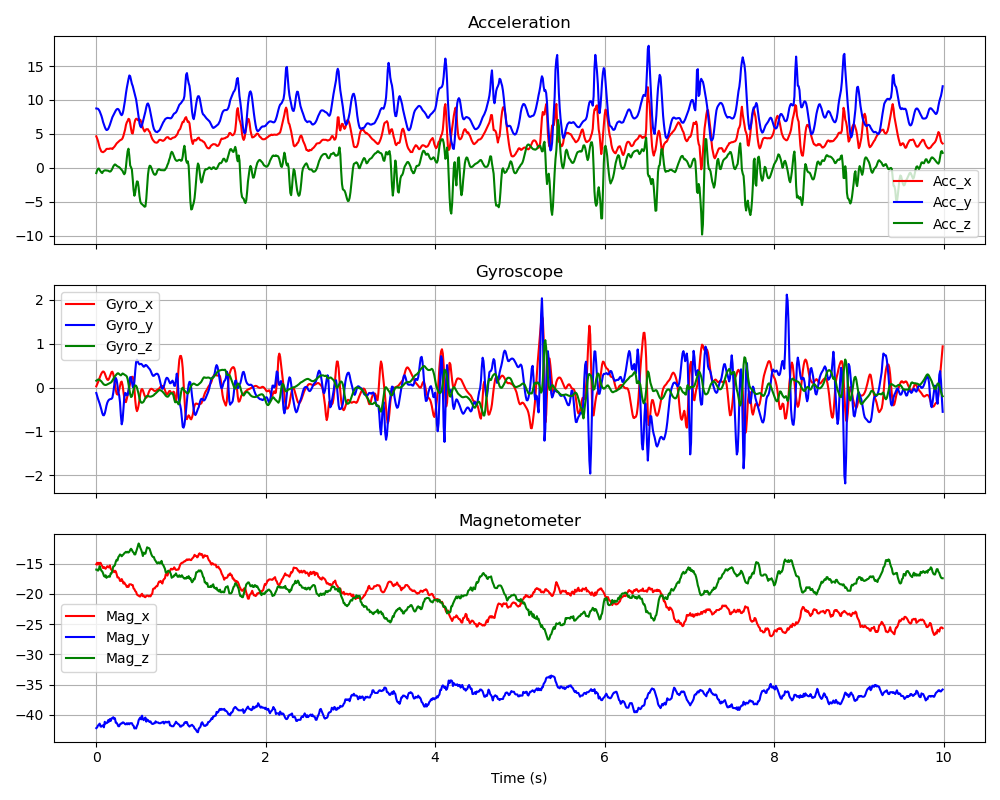 Acceleration
15
10
5
0
−5
−10
Acc_x
Acc_y
Acc_z
Gyroscope
2
1
0
−1
−2
Gyro_x
Gyro_y
Gyro_z
Magnetometer
−15
−20
−25
−30
−35
−40
Mag_x
Mag_y
Mag_z
0 2 4 6 8 10
Time (s)